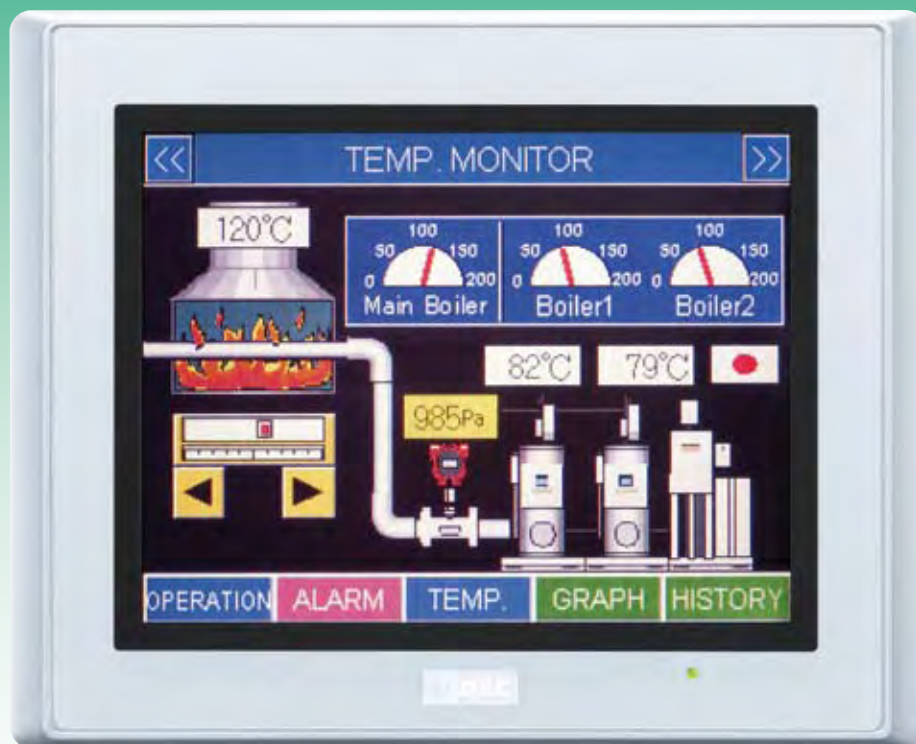 << TEMP. MONITOR >>
120°C
0 50 100 150 200
Main Boiler
0 50 100 150 200
Boiler1
0 50 100 150 200
Boiler2
82°C 79°C
985Pa
OPERATION ALARM TEMP. GRAPH HISTORY